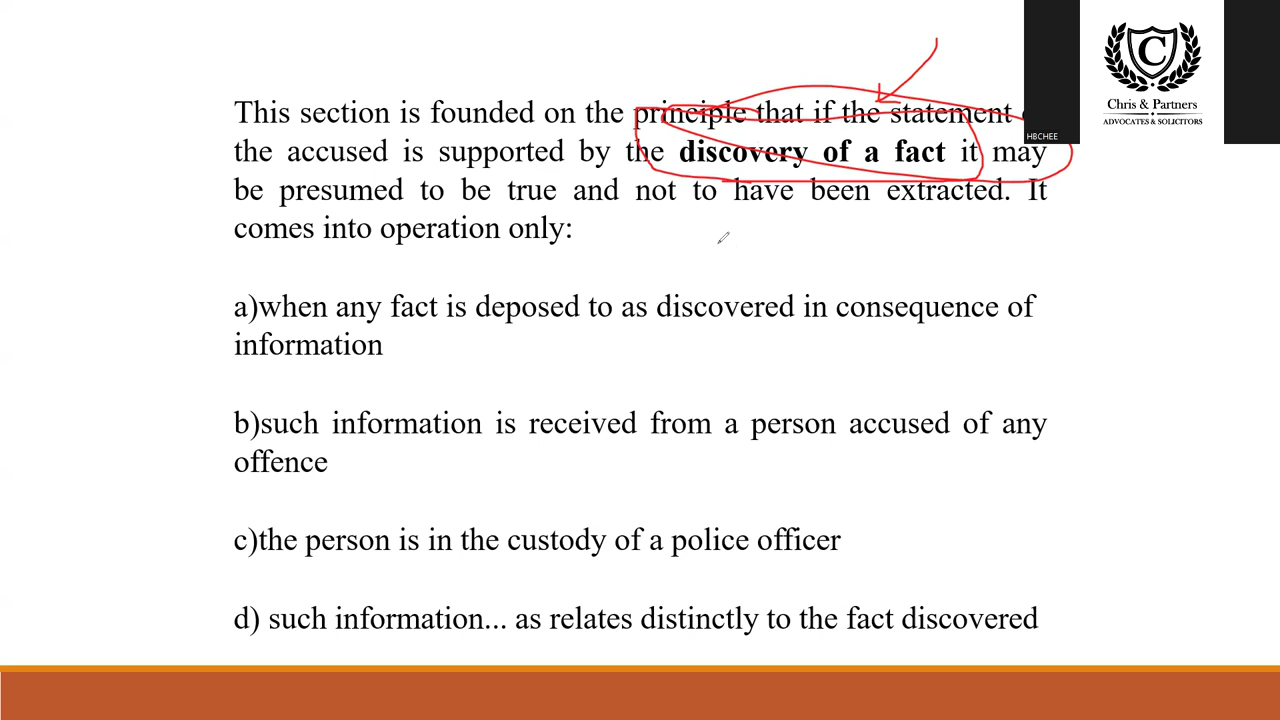 This section is founded on the principle that if the statement
the accused is supported by the discovery of a fact it may
be presumed to be true and not to have been extracted. It
comes into operation only:
a)when any fact is deposed to as discovered in consequence of
information
b)such information is received from a person accused of any
offence
c)the person is in the custody of a police officer
d) such information... as relates distinctly to the fact discovered
HBCHEE
C
Chris & Partners
ADVOCATES & SOLICITORS